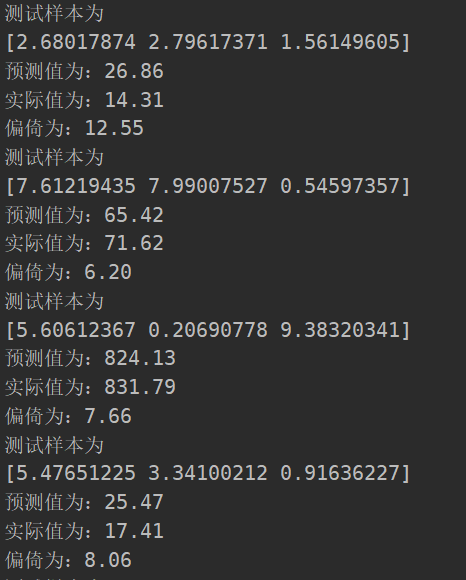 测试样本为
[2.68017874 2.79617371 1.56149605]
预测值为：26.86
实际值为：14.31
偏倚为：12.55
测试样本为
[7.61219435 7.99007527 0.54597357]
预测值为：65.42
实际值为：71.62
偏倚为：6.20
测试样本为
[5.60612367 0.20690778 9.38320341]
预测值为：824.13
实际值为：831.79
偏倚为：7.66
测试样本为
[5.47651225 3.34100212 0.91636227]
预测值为：25.47
实际值为：17.41
偏倚为：8.06